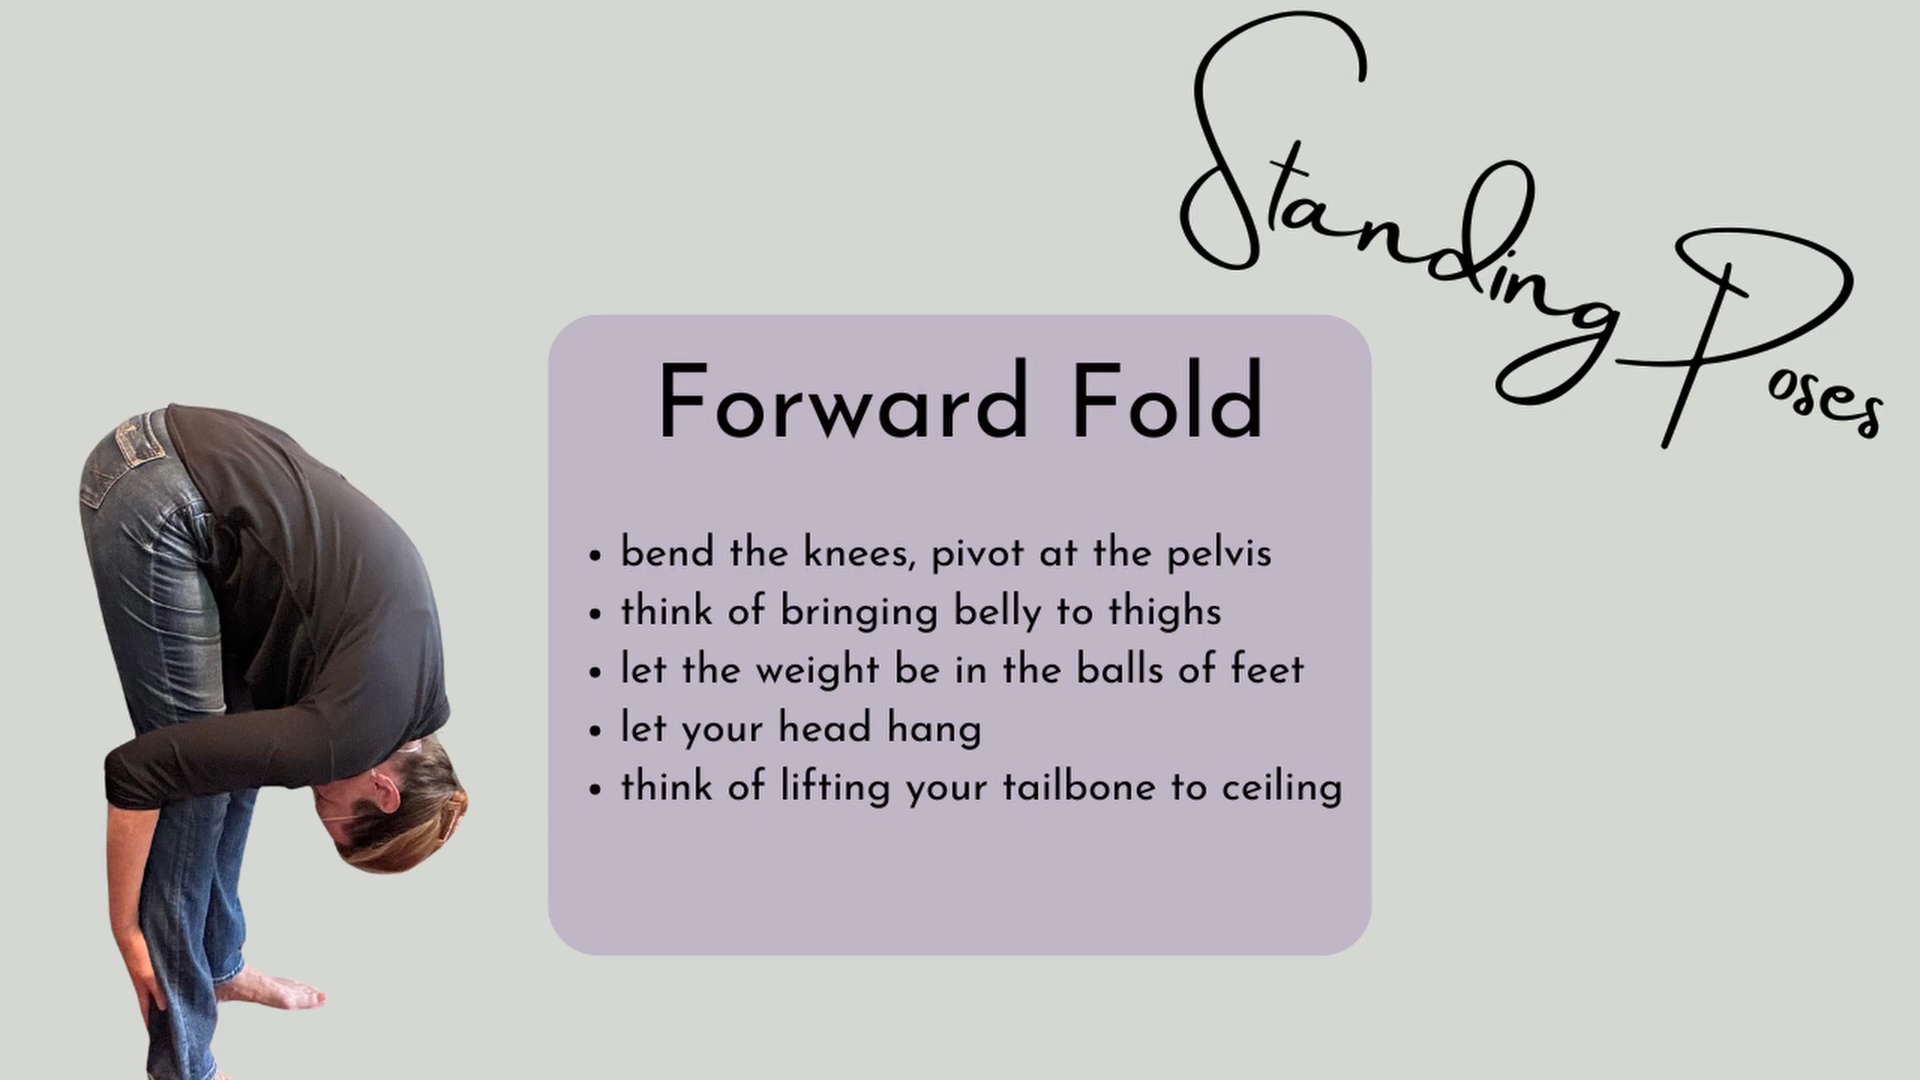 Standing Poses
Forward Fold
• bend the knees, pivot at the pelvis
• think of bringing belly to thighs
• let the weight be in the balls of feet
• let your head hang
• think of lifting your tailbone to ceiling